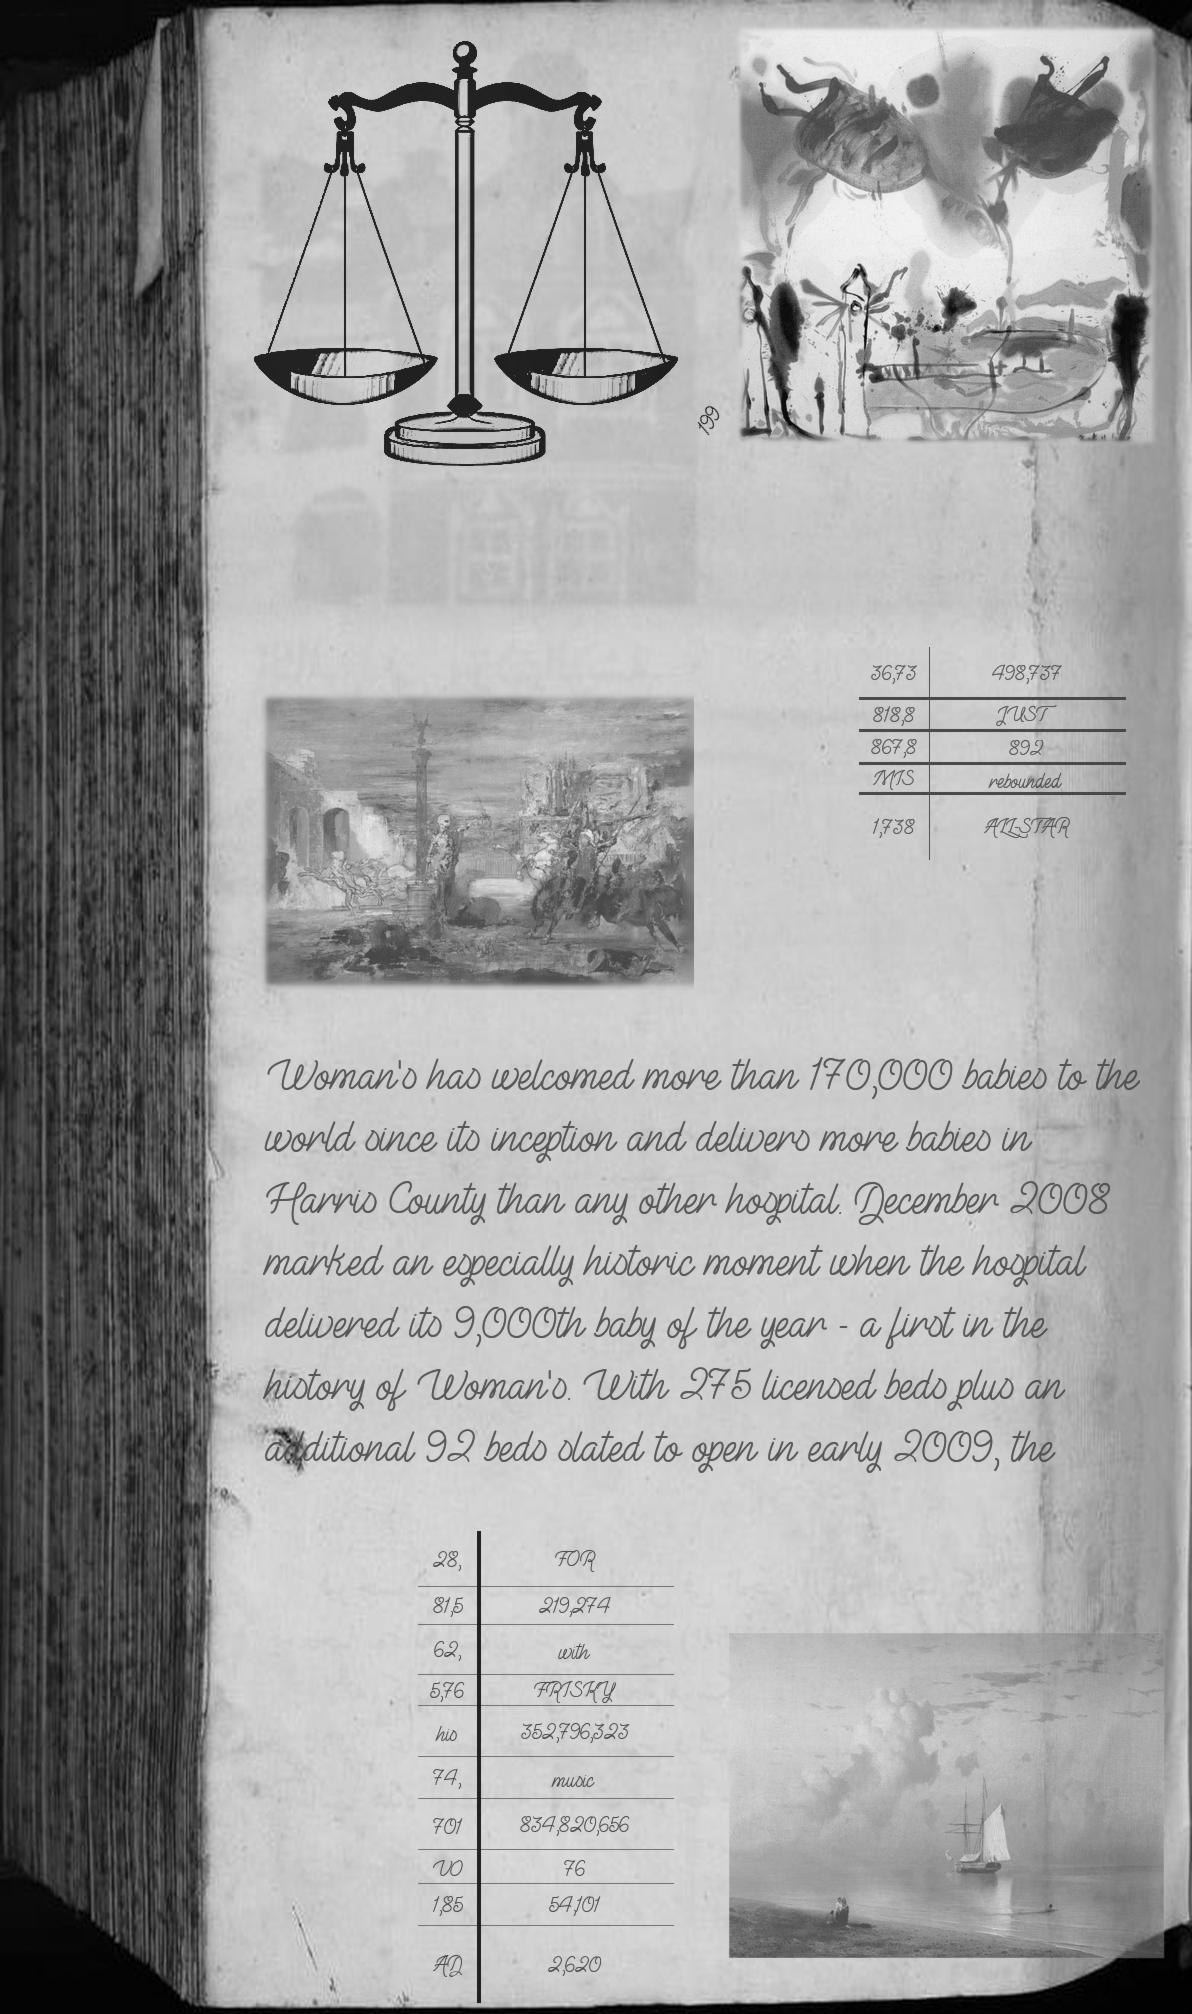 199
36,73 498,737
818,8 JUST
867,8 892
MIS rebounded
1,738 ALL-STAR
Woman's has welcomed more than 170,000 babies to the
world since its inception and delivers more babies in
Harris County than any other hospital. December 2008
marked an especially historic moment when the hospital
delivered its 9,000th baby of the year - a first in the
history of Woman's. With 275 licensed beds plus an
additional 92 beds slated to open in early 2009, the
28, FOR
81,5 219,274
62, with
5,76 FRISKY
his 352,796,323
74, music
701 834,820,656
VO 76
1,85 54,101
AD 2,620